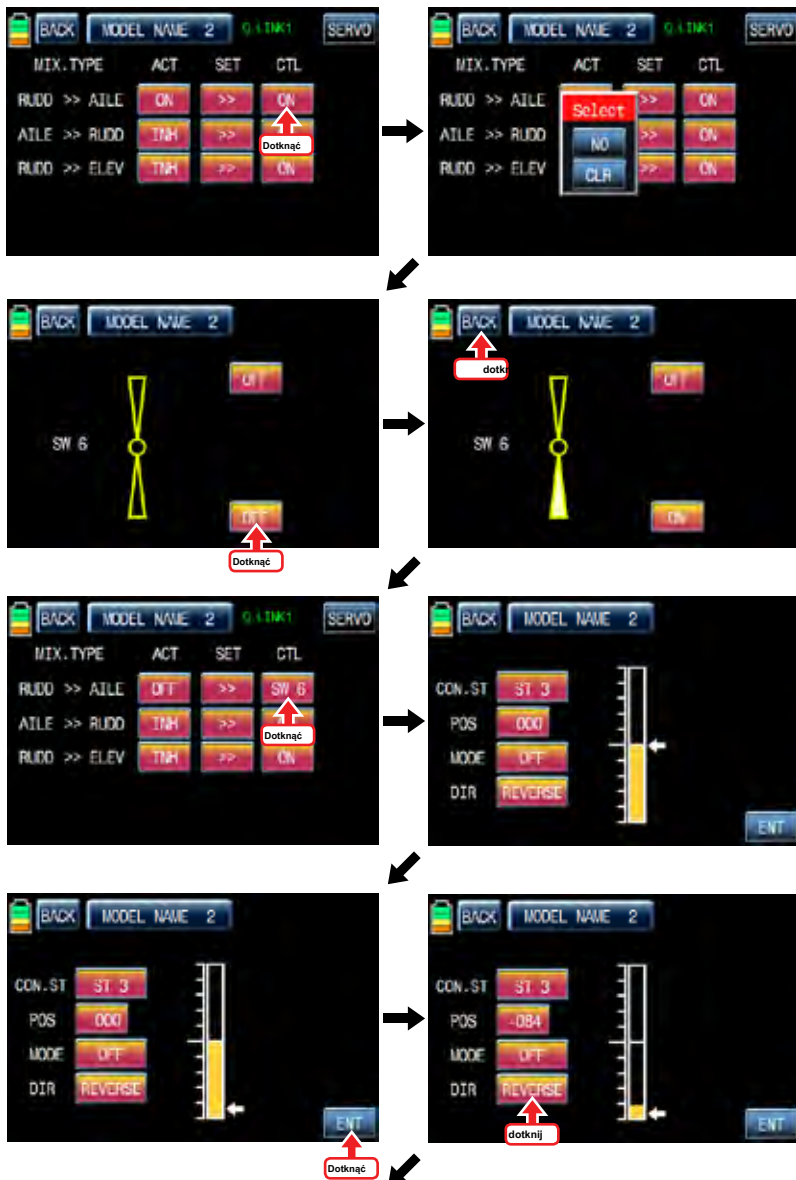 BACK MODEL NAME 2 Q.LINK1 SERVO
MIX.TYPE ACT SET CTL
RUDD >> AILE ON >> ON
Dotknąć
AILE >> RUDD INH >>
RUDD >> ELEV INH >> ON
BACK MODEL NAME 2 Q.LINK1 SERVO
MIX.TYPE ACT SET CTL
RUDD >> AILE >> ON
Select
AILE >> RUDD >> ON
NO
RUDD >> ELEV >> ON
CLR
BACK MODEL NAME 2
OFF
SW 6
OFF
Dotknąć
BACK MODEL NAME 2
OFF
SW 6
ON
BACK MODEL NAME 2 Q.LINK1 SERVO
MIX.TYPE ACT SET CTL
RUDD >> AILE OFF >> SW 6
Dotknąć
AILE >> RUDD INH >>
RUDD >> ELEV INH >> ON
BACK MODEL NAME 2
CON.ST ST 3
POS 000
MODE OFF
DIR REVERSE
ENT
BACK MODEL NAME 2
CON.ST ST 3
POS 000
MODE OFF
DIR REVERSE
ENT
Dotknąć
BACK MODEL NAME 2
CON.ST ST 3
POS -084
MODE OFF
DIR REVERSE
dotknij
ENT